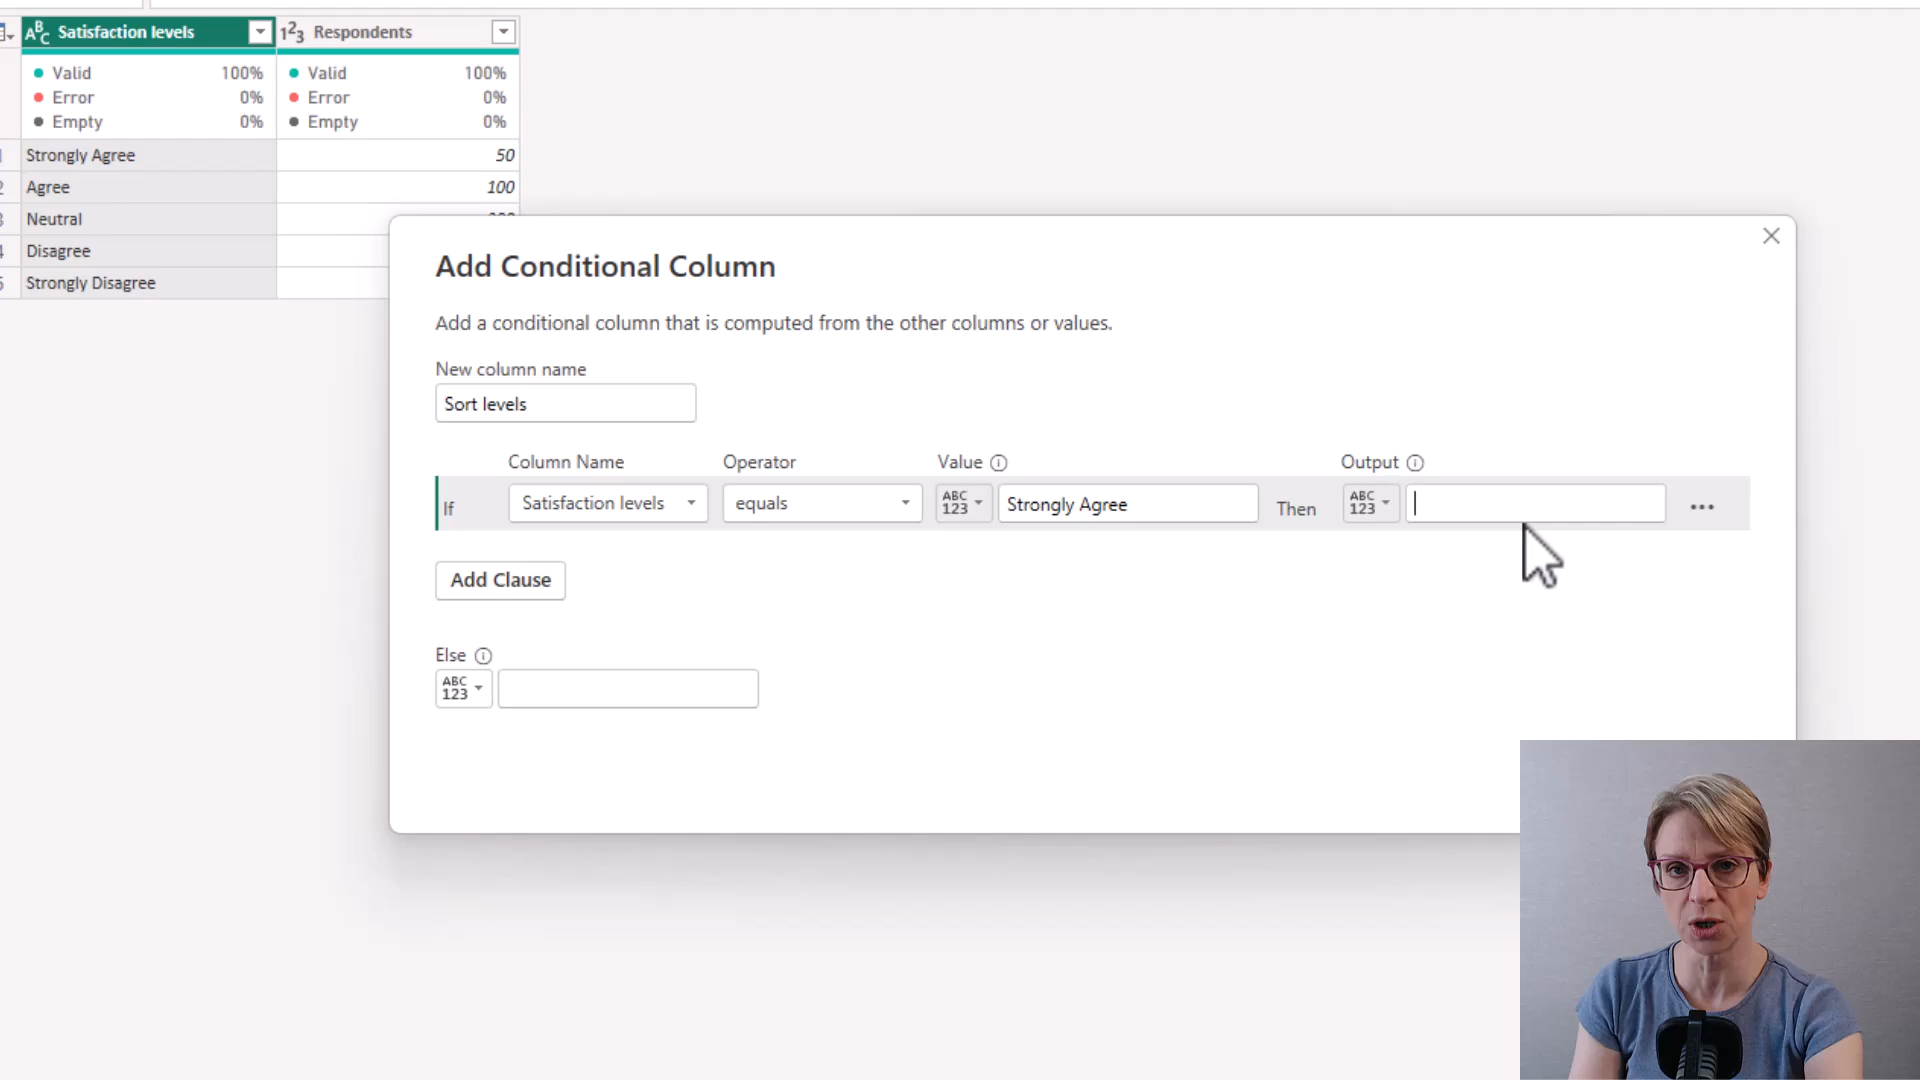 ABC Satisfaction levels
123 Respondents
Valid 100%
Valid 100%
Error 0%
Error 0%
Empty 0%
Empty 0%
Strongly Agree 50
Agree 100
Neutral
Disagree
Strongly Disagree
Add Conditional Column
Add a conditional column that is computed from the other columns or values.
New column name
Sort levels
Column Name
Operator
Value
Output
If
Satisfaction levels
equals
ABC
123
Strongly Agree
Then
ABC
123
Add Clause
Else
ABC
123